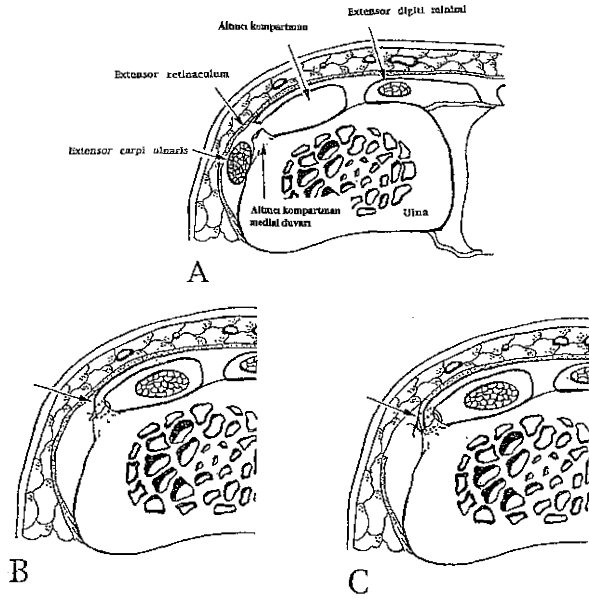 Extensor digiti minimi
Altıncı kompartman
Extensor retinaculum
Extensor carpi ulnaris
Altıncı kompartman
medial duvarı
Ulna
A
B
C